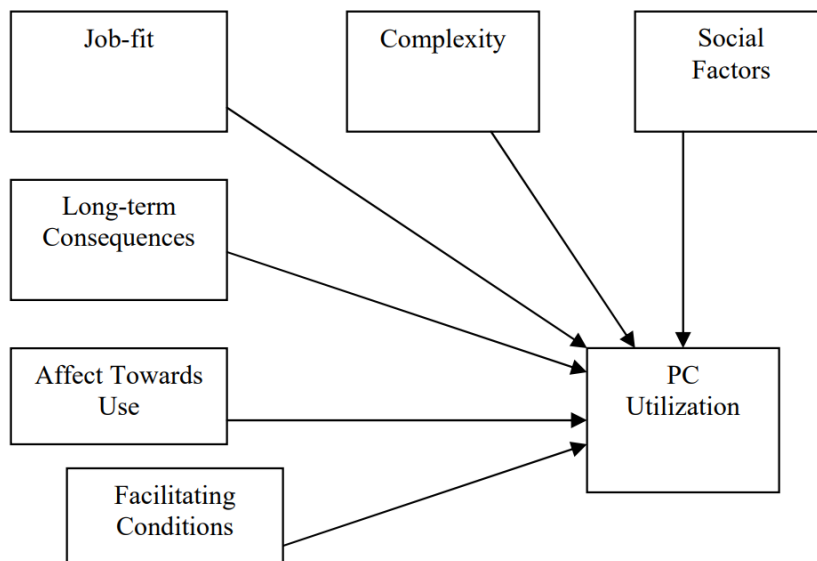 Job-fit
Complexity
Social
Factors
Long-term
Consequences
Affect Towards
Use
PC
Utilization
Facilitating
Conditions